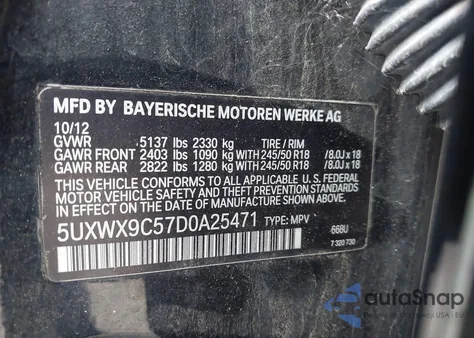 MFD BY BAYERISCHE MOTOREN WERKE AG
10/12
GVWR 5137 lbs 2330 kg TIRE / RIM
GAWR FRONT 2403 lbs 1090 kg WITH 245/50 R18 /8.0J x 18
GAWR REAR 2822 lbs 1280 kg WITH 245/50 R18 /8.0J x 18
THIS VEHICLE CONFORMS TO ALL APPLICABLE
FEDERAL MOTOR VEHICLE SAFETY, BUMPER,
AND THEFT PREVENTION STANDARDS IN EFFECT
ON THE DATE OF MANUFACTURE SHOWN ABOVE.
5UXWX9C57D0A25471 TYPE: MPV 668U
7 320 730
autoSnap